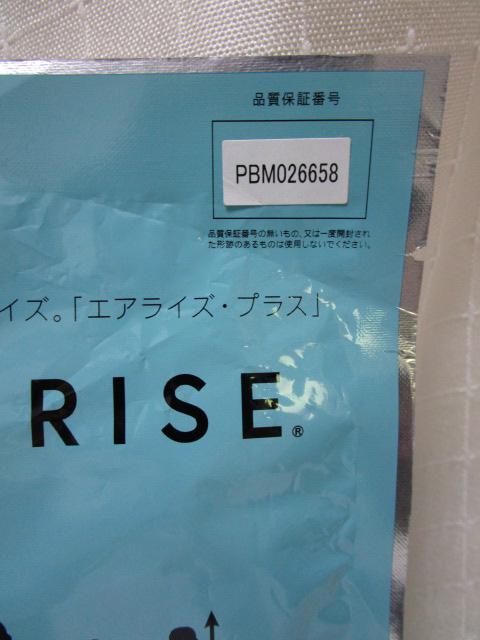 品質保証番号
PBM026658
品質保証番号の無いもの、又は一度開封され
た形跡のあるものは使用しないでください。
イズ。「エアライズ・プラス」
RISE®